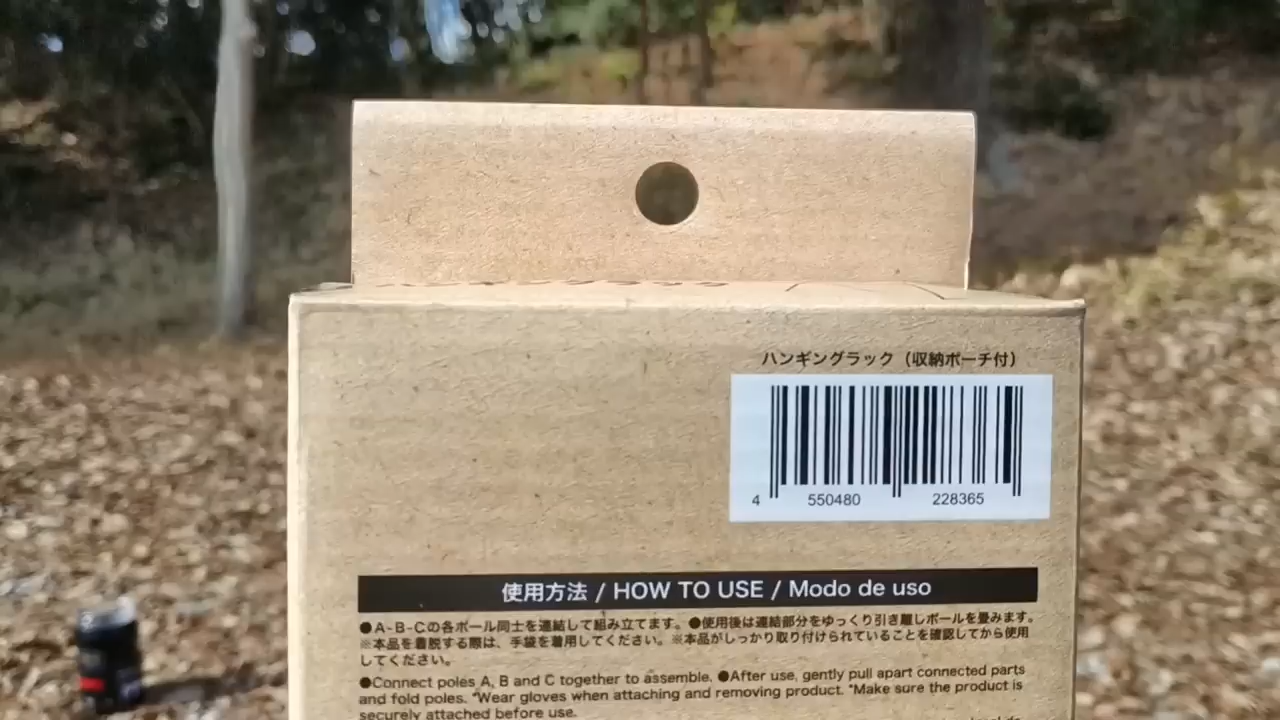 ハンギングラック（収納ポーチ付）
4 550480 228365
使用方法 / HOW TO USE / Modo de uso
●A-B-Cの各ポール同士を連結して組み立てます。●使用後は連結部分をゆっくり引き離しポールを畳みます。
※本品を着脱する際は、手袋を着用してください。※本品がしっかり取り付けられていることを確認してから使用
してください。
●Connect poles A, B and C together to assemble. ●After use, gently pull apart connected parts
and fold poles. *Wear gloves when attaching and removing product. *Make sure the product is
securely attached before use.